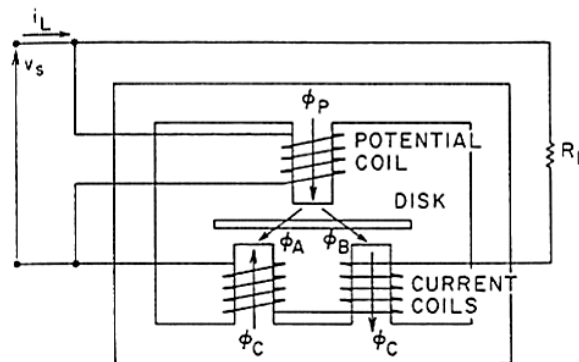 i_L
v_s
ϕ_P
POTENTIAL
COIL
R_L
DISK
ϕ_A
ϕ_B
CURRENT
COILS
ϕ_C
ϕ_C